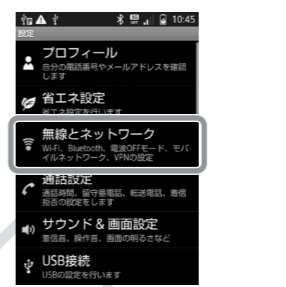 10:45
設定
プロフィール
自分の電話番号やメールアドレスを確認
します
省エネ設定
省エネ設定を行います
無線とネットワーク
Wi-Fi、Bluetooth、電波OFFモード、モバ
イルネットワーク、VPNの設定
通話設定
通話時間、留守番電話、転送電話、着信
拒否の設定をします
サウンド & 画面設定
着信音、操作音、画面の明るさなど
USB接続
USBの設定を行います